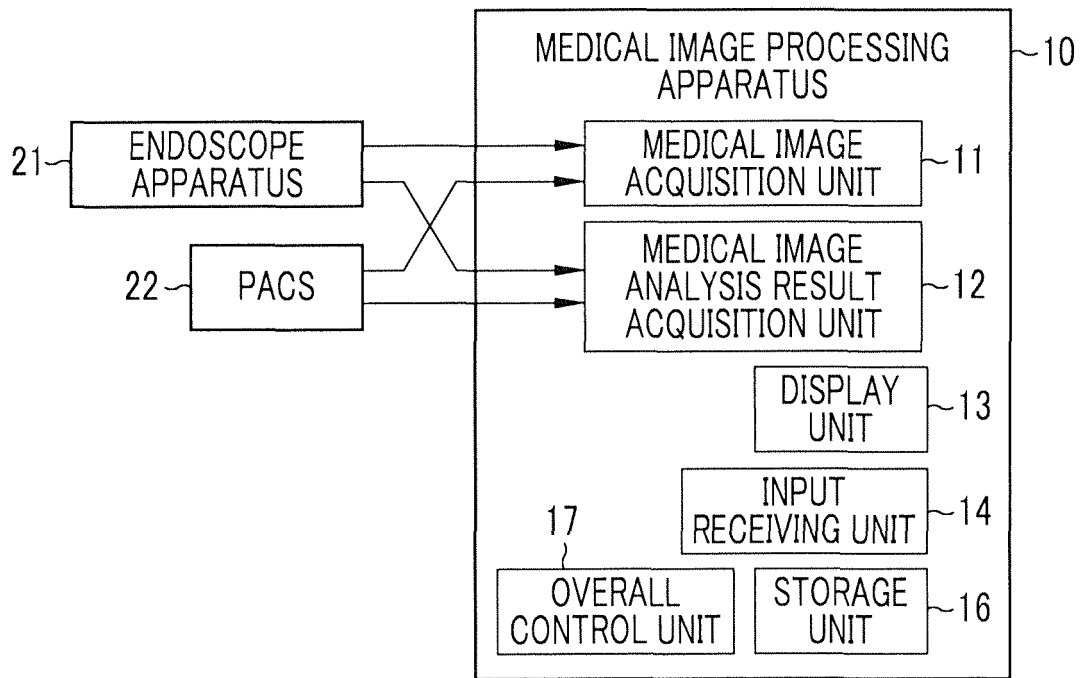 MEDICAL IMAGE PROCESSING
APPARATUS
10
21
ENDOSCOPE
APPARATUS
MEDICAL IMAGE
ACQUISITION UNIT
11
22
PACS
MEDICAL IMAGE
ANALYSIS RESULT
ACQUISITION UNIT
12
DISPLAY
UNIT
13
INPUT
RECEIVING UNIT
14
17
OVERALL
CONTROL UNIT
STORAGE
UNIT
16